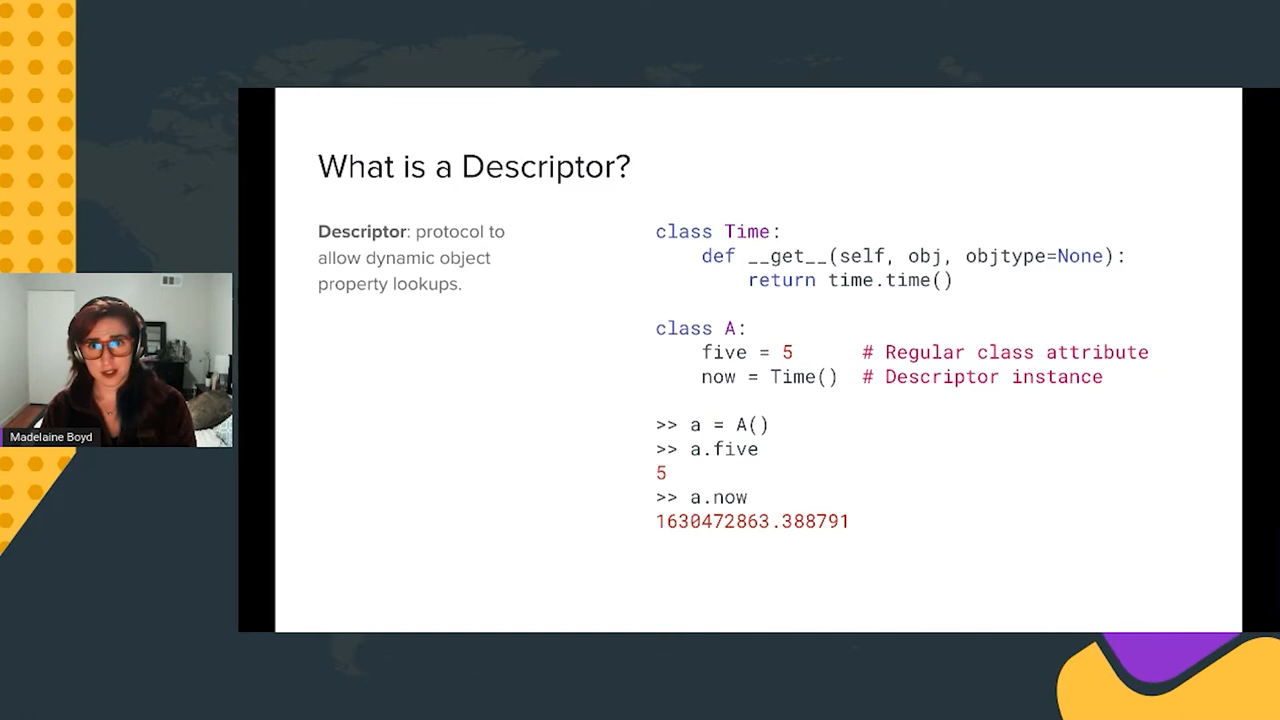 What is a Descriptor?
Descriptor: protocol to
allow dynamic object
property lookups.
class Time:
    def __get__(self, obj, objtype=None):
        return time.time()
class A:
    five = 5      # Regular class attribute
    now = Time()  # Descriptor instance
>> a = A()
>> a.five
5
>> a.now
1630472863.388791
Madelaine Boyd